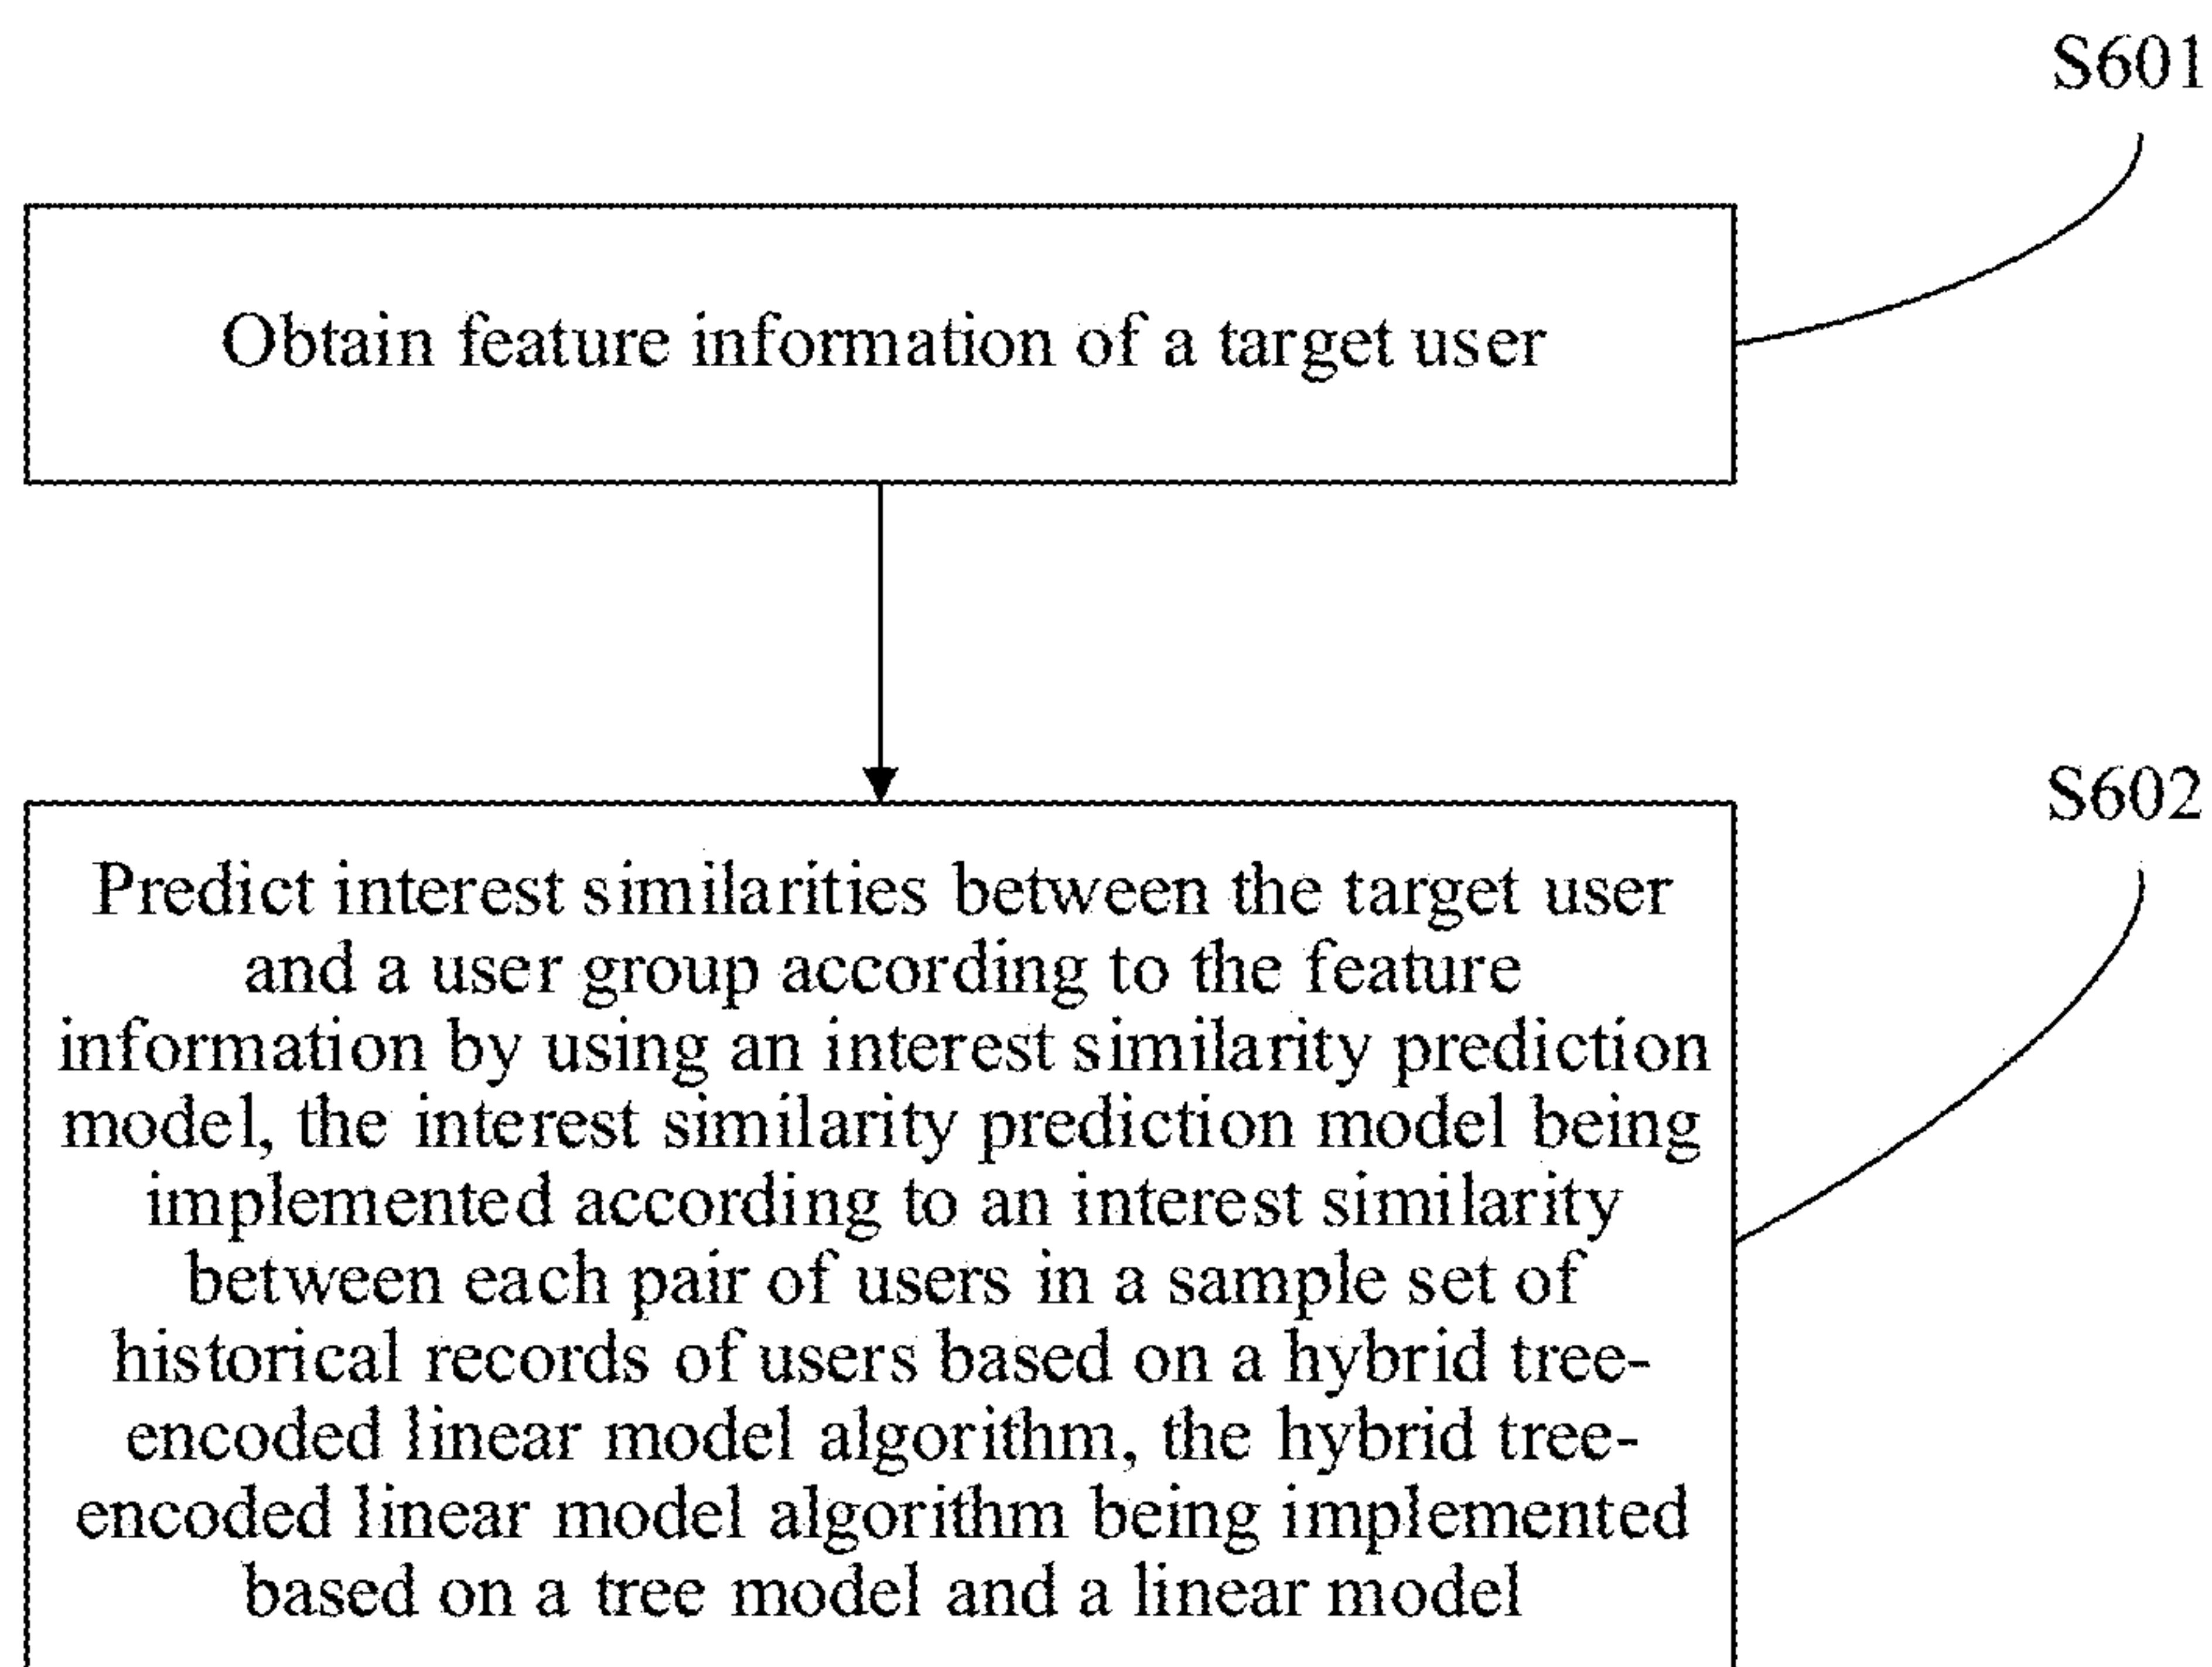 S601
Obtain feature information of a target user
S602
Predict interest similarities between the target user
and a user group according to the feature
information by using an interest similarity prediction
model, the interest similarity prediction model being
implemented according to an interest similarity
between each pair of users in a sample set of
historical records of users based on a hybrid tree-
encoded linear model algorithm, the hybrid tree-
encoded linear model algorithm being implemented
based on a tree model and a linear model